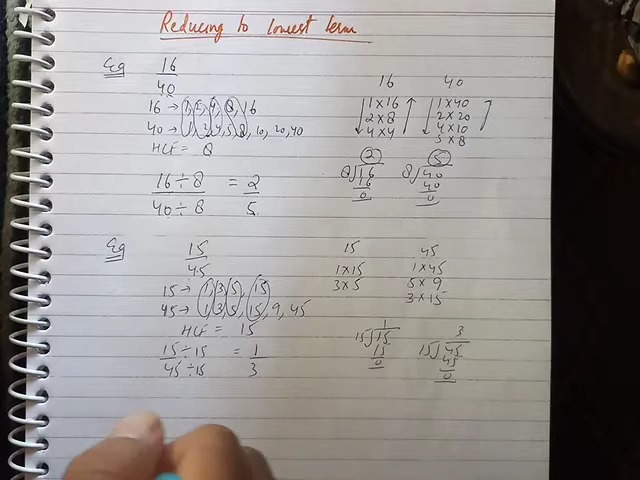 Reducing to lowest term
Eg 16/40
16 40
16 → 1, 2, 4, 8, 16
1 x 16 1 x 40
40 → 1, 2, 4, 5, 8, 10, 20, 40
2 x 8 2 x 20
4 x 4 4 x 10
HCF = 8
5 x 8
16 ÷ 8 / 40 ÷ 8 = 2/5
2 5
8 16 8 40
16 40
0 0
Eg 15/45
15 45
1 x 15 1 x 45
15 → 1, 3, 5, 15
3 x 5 5 x 9
45 → 1, 3, 5, 15, 9, 45
3 x 15
HCF = 15
15 ÷ 15 / 45 ÷ 15 = 1/3
1 3
15 15 15 45
15 45
0 0